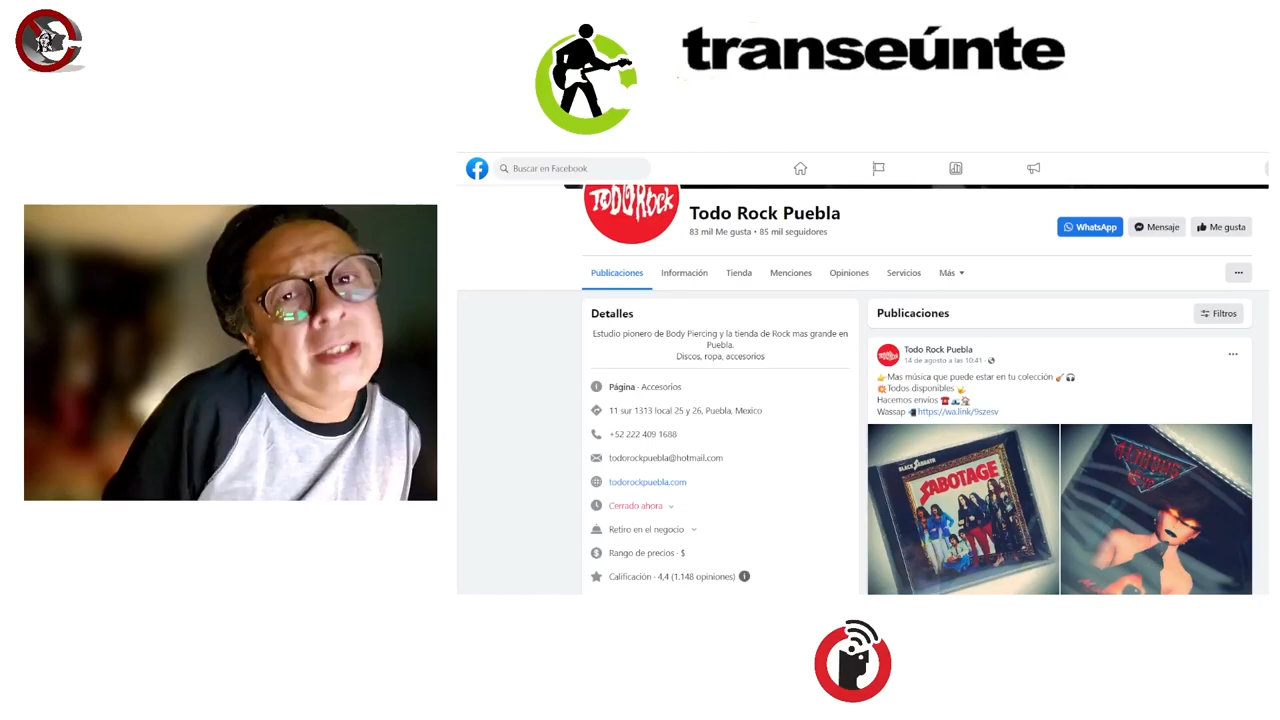 transeúnte
Buscar en Facebook
TODO Rock
Todo Rock Puebla
83 mil Me gusta • 85 mil seguidores
WhatsApp
Mensaje
Me gusta
Publicaciones
Información
Tienda
Menciones
Opiniones
Servicios
Más
Detalles
Estudio pionero de Body Piercing y la tienda de Rock mas grande en
Puebla.
Discos, ropa, accesorios
Página · Accesorios
11 sur 1313 local 25 y 26, Puebla, Mexico
+52 222 409 1688
todorockpuebla@hotmail.com
todorockpuebla.com
Cerrado ahora
Retiro en el negocio
Rango de precios · $
Calificación · 4,4 (1.148 opiniones)
Publicaciones
Filtros
Todo Rock Puebla
14 de agosto a las 10:41 ·
Mas música que puede estar en tu colección
Todos disponibles
Hacemos envíos
Wassap https://wa.link/9szesv
BLACK SABBATH
SABOTAGE